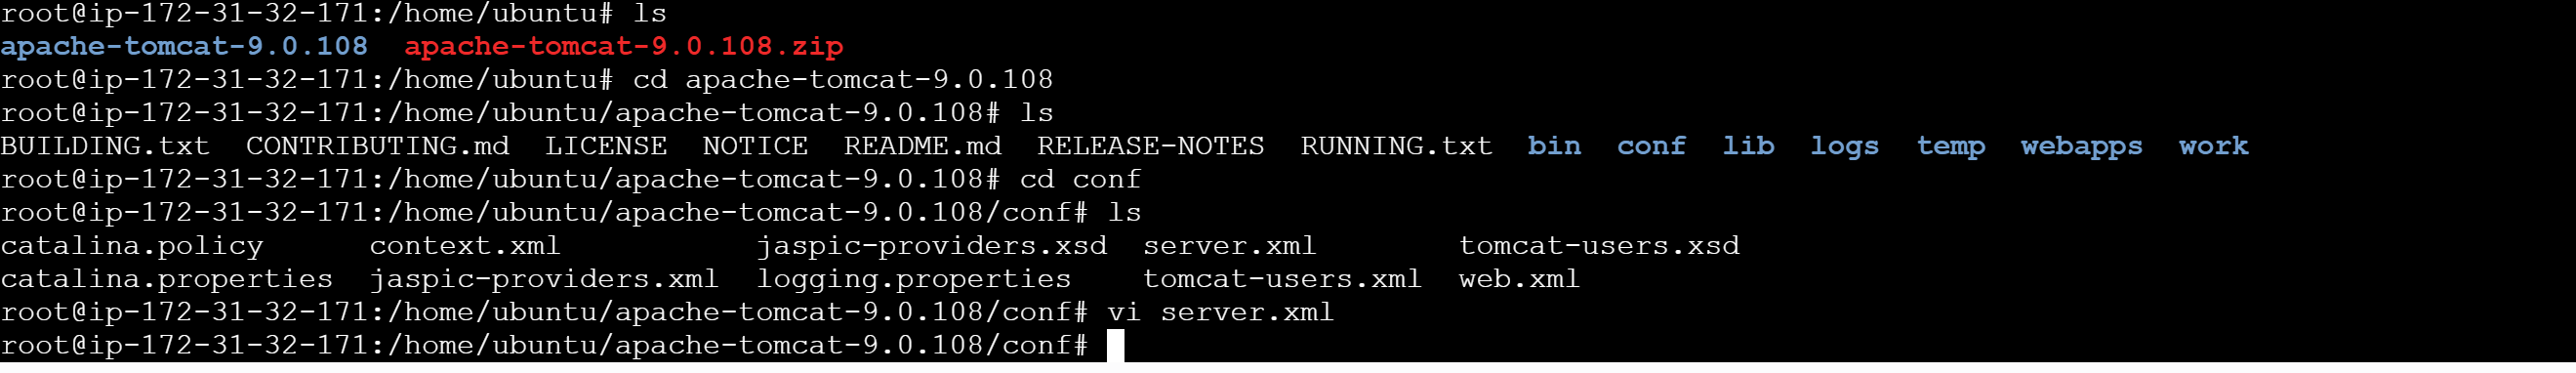 root@ip-172-31-32-171:/home/ubuntu# ls
apache-tomcat-9.0.108  apache-tomcat-9.0.108.zip
root@ip-172-31-32-171:/home/ubuntu# cd apache-tomcat-9.0.108
root@ip-172-31-32-171:/home/ubuntu/apache-tomcat-9.0.108# ls
BUILDING.txt  CONTRIBUTING.md  LICENSE  NOTICE  README.md  RELEASE-NOTES  RUNNING.txt  bin  conf  lib  logs  temp  webapps  work
root@ip-172-31-32-171:/home/ubuntu/apache-tomcat-9.0.108# cd conf
root@ip-172-31-32-171:/home/ubuntu/apache-tomcat-9.0.108/conf# ls
catalina.policy      context.xml           jaspic-providers.xsd  server.xml        tomcat-users.xsd
catalina.properties  jaspic-providers.xml  logging.properties    tomcat-users.xml  web.xml
root@ip-172-31-32-171:/home/ubuntu/apache-tomcat-9.0.108/conf# vi server.xml
root@ip-172-31-32-171:/home/ubuntu/apache-tomcat-9.0.108/conf#